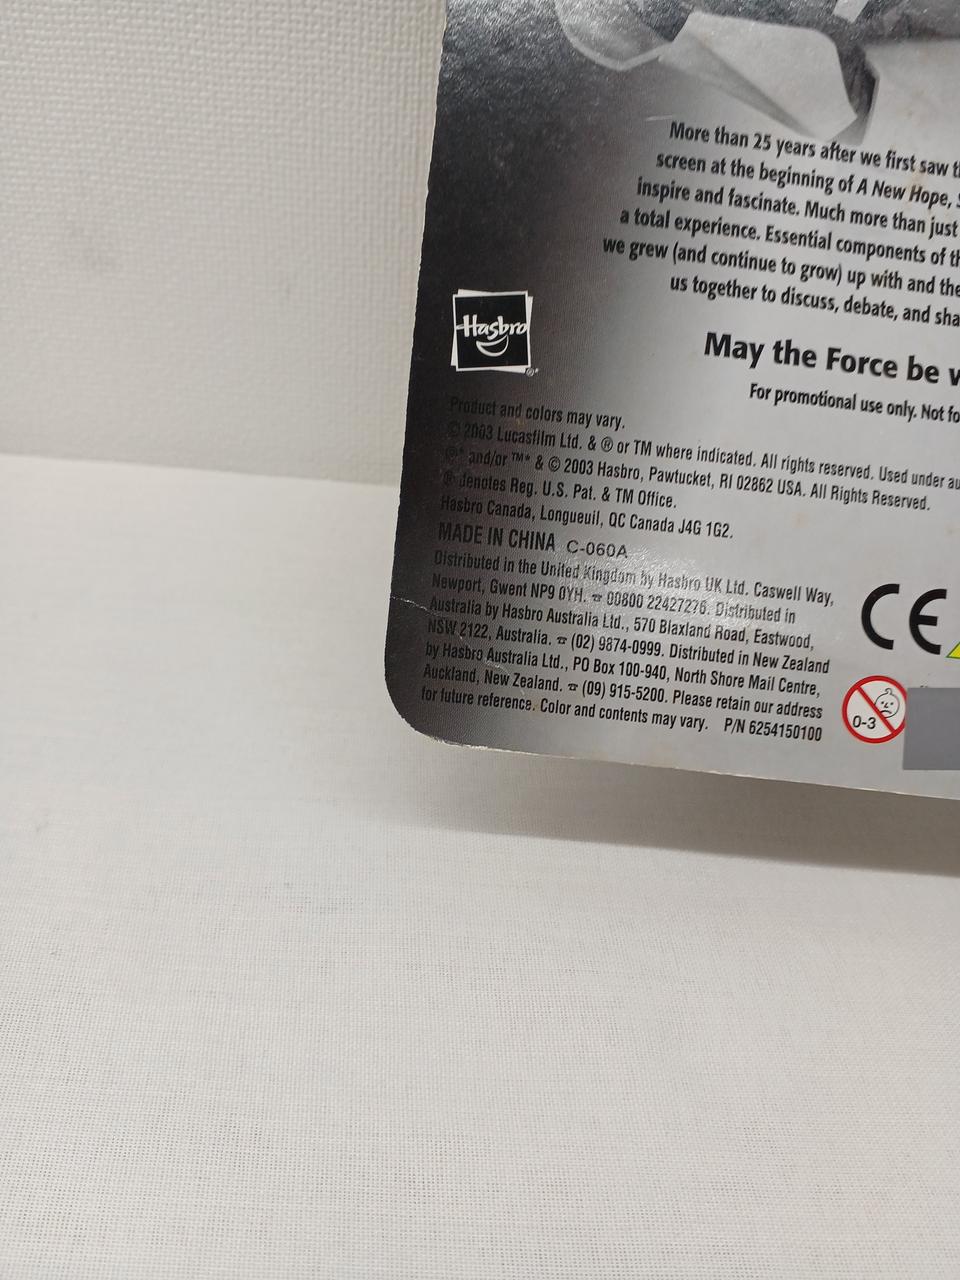 More than 25 years after we first saw
screen at the beginning of A New Hope,
inspire and fascinate. Much more than just
a total experience. Essential components of
we grew (and continue to grow) up with and the
us together to discuss, debate, and
Hasbro
®*
May the Force be
For promotional use only. Not
Product and colors may vary.
© 2003 Lucasfilm Ltd. & ® or TM where indicated. All rights reserved. Used under
®* and/or ™* & © 2003 Hasbro, Pawtucket, RI 02862 USA. All Rights Reserved.
® denotes Reg. U.S. Pat. & TM Office.
Hasbro Canada, Longueuil, QC Canada J4G 1G2.
MADE IN CHINA C-060A
Distributed in the United Kingdom by Hasbro UK Ltd. Caswell Way,
Newport, Gwent NP9 0YH. ☎ 00800 22427276. Distributed in
Australia by Hasbro Australia Ltd., 570 Blaxland Road, Eastwood,
NSW 2122, Australia. ☎ (02) 9874-0999. Distributed in New Zealand
by Hasbro Australia Ltd., PO Box 100-940, North Shore Mail Centre,
Auckland, New Zealand. ☎ (09) 915-5200. Please retain our address
for future reference. Color and contents may vary. P/N 6254150100
CE
0-3